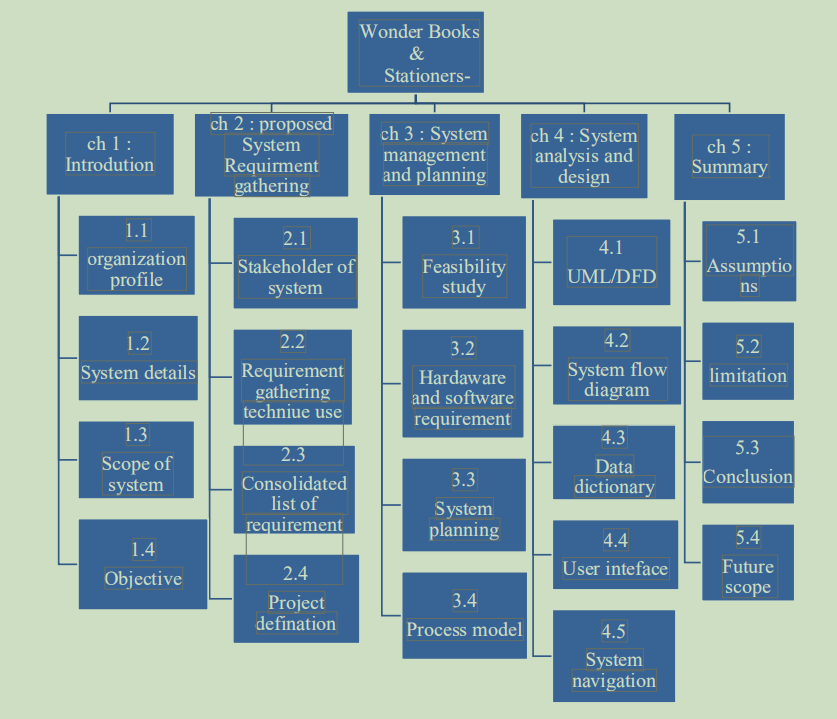 Wonder Books
&
Stationers-
ch 1 :
Introdution
1.1
organization
profile
1.2
System details
1.3
Scope of
system
1.4
Objective
ch 2 : proposed
System
Requirment
gathering
2.1
Stakeholder of
system
2.2
Requirement
gathering
techniue use
2.3
Consolidated
list of
requirement
2.4
Project
defination
ch 3 : System
management
and planning
3.1
Feasibility
study
3.2
Hardaware
and software
requirement
3.3
System
planning
3.4
Process model
ch 4 : System
analysis and
design
4.1
UML/DFD
4.2
System flow
diagram
4.3
Data
dictionary
4.4
User inteface
4.5
System
navigation
ch 5 :
Summary
5.1
Assumptio
ns
5.2
limitation
5.3
Conclusion
5.4
Future
scope